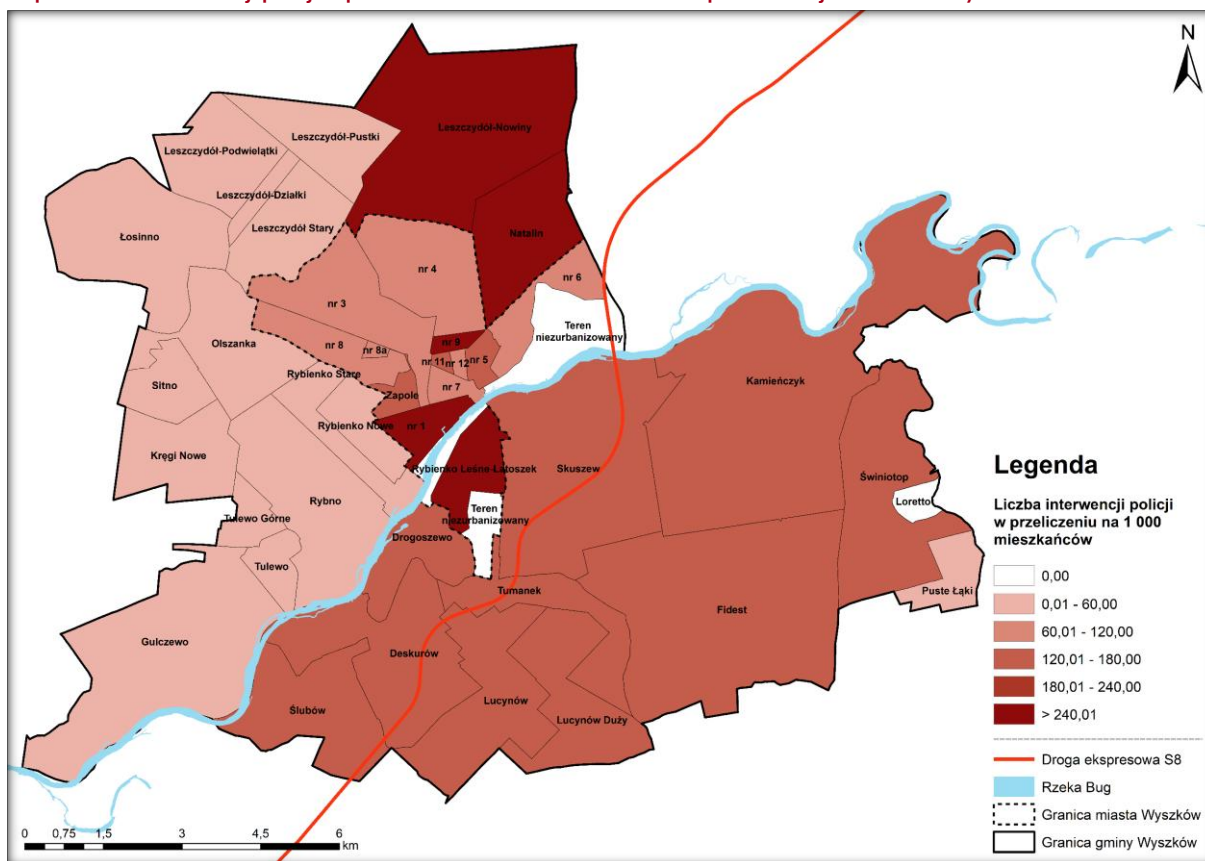 N
Leszczydół-Nowiny
Leszczydół-Pustki
Leszczydół-Podwielątki
Leszczydół-Działki
Leszczydół Stary
Łosinno
Natalin
nr 4
nr 6
nr 3
Teren
niezurbanizowany
nr 9
nr 8
nr 8a
nr 11
nr 12
nr 5
Olszanka
Rybienko Stare
Sitno
nr 7
Zapole
Kamieńczyk
Rybienko Nowe
nr 1
Kręgi Nowe
Rybienko Leśne-Latoszek
Skuszew
Świniotop
Loretto
Rybno
Teren
niezurbanizowany
Tulewo Górne
Drogoszewo
Tulewo
Tumanek
Puste Łąki
Fidest
Gulczewo
Deskurów
Ślubów
Lucynów
Lucynów Duży
Legenda
Liczba interwencji policji
w przeliczeniu na 1 000
mieszkańców
0,00
0,01 - 60,00
60,01 - 120,00
120,01 - 180,00
180,01 - 240,00
> 240,01
Droga ekspresowa S8
Rzeka Bug
Granica miasta Wyszków
Granica gminy Wyszków
0 0,75 1,5 3 4,5 6
km